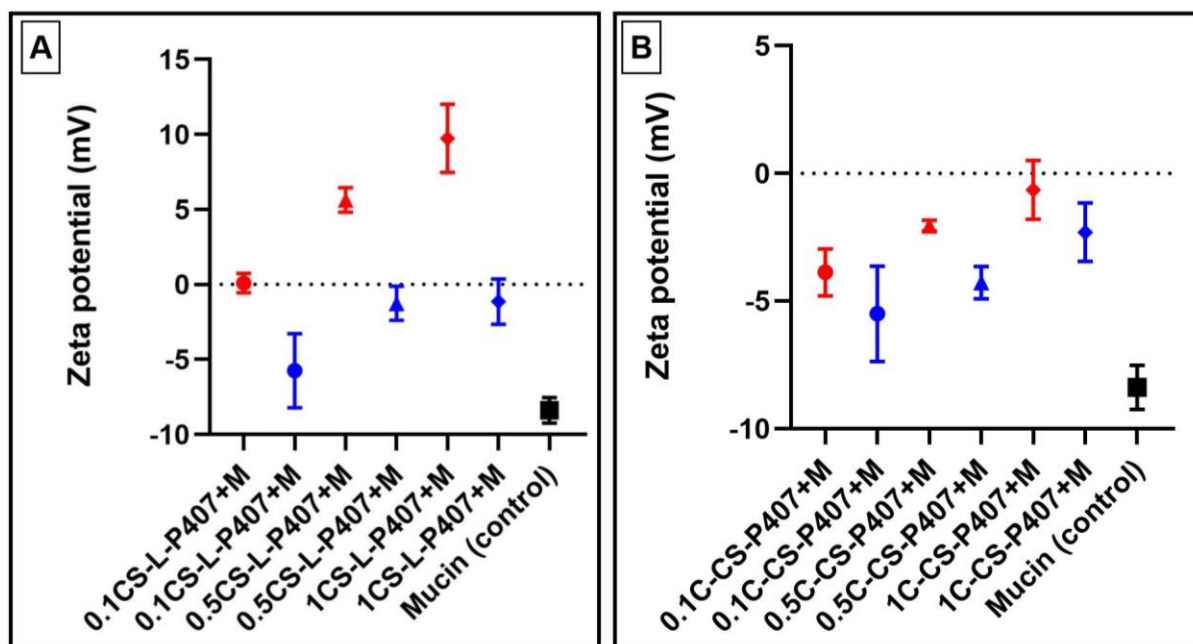 A
Zeta potential (mV)
15
10
5
0
-5
-10
0.1CS-L-P407+M
0.1CS-L-P407+M
0.5CS-L-P407+M
0.5CS-L-P407+M
1CS-L-P407+M
1CS-L-P407+M
Mucin (control)
B
Zeta potential (mV)
5
0
-5
-10
0.1C-CS-P407+M
0.1C-CS-P407+M
0.5C-CS-P407+M
0.5C-CS-P407+M
1C-CS-P407+M
1C-CS-P407+M
Mucin (control)